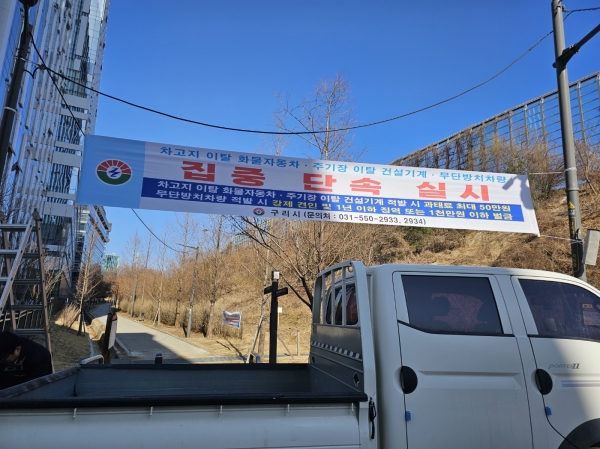 차고지 이탈 화물자동차 · 주기장 이탈 건설기계 · 무단방치차량
집중 단속 실시
차고지 이탈 화물자동차 · 주기장 이탈 건설기계 적발 시 과태료 최대 50만원
무단방치차량 적발 시 강제 견인 및 1년 이하 징역 또는 1천만원 이하 벌금
구리시 (문의처 : 031-550-2933, 2934)